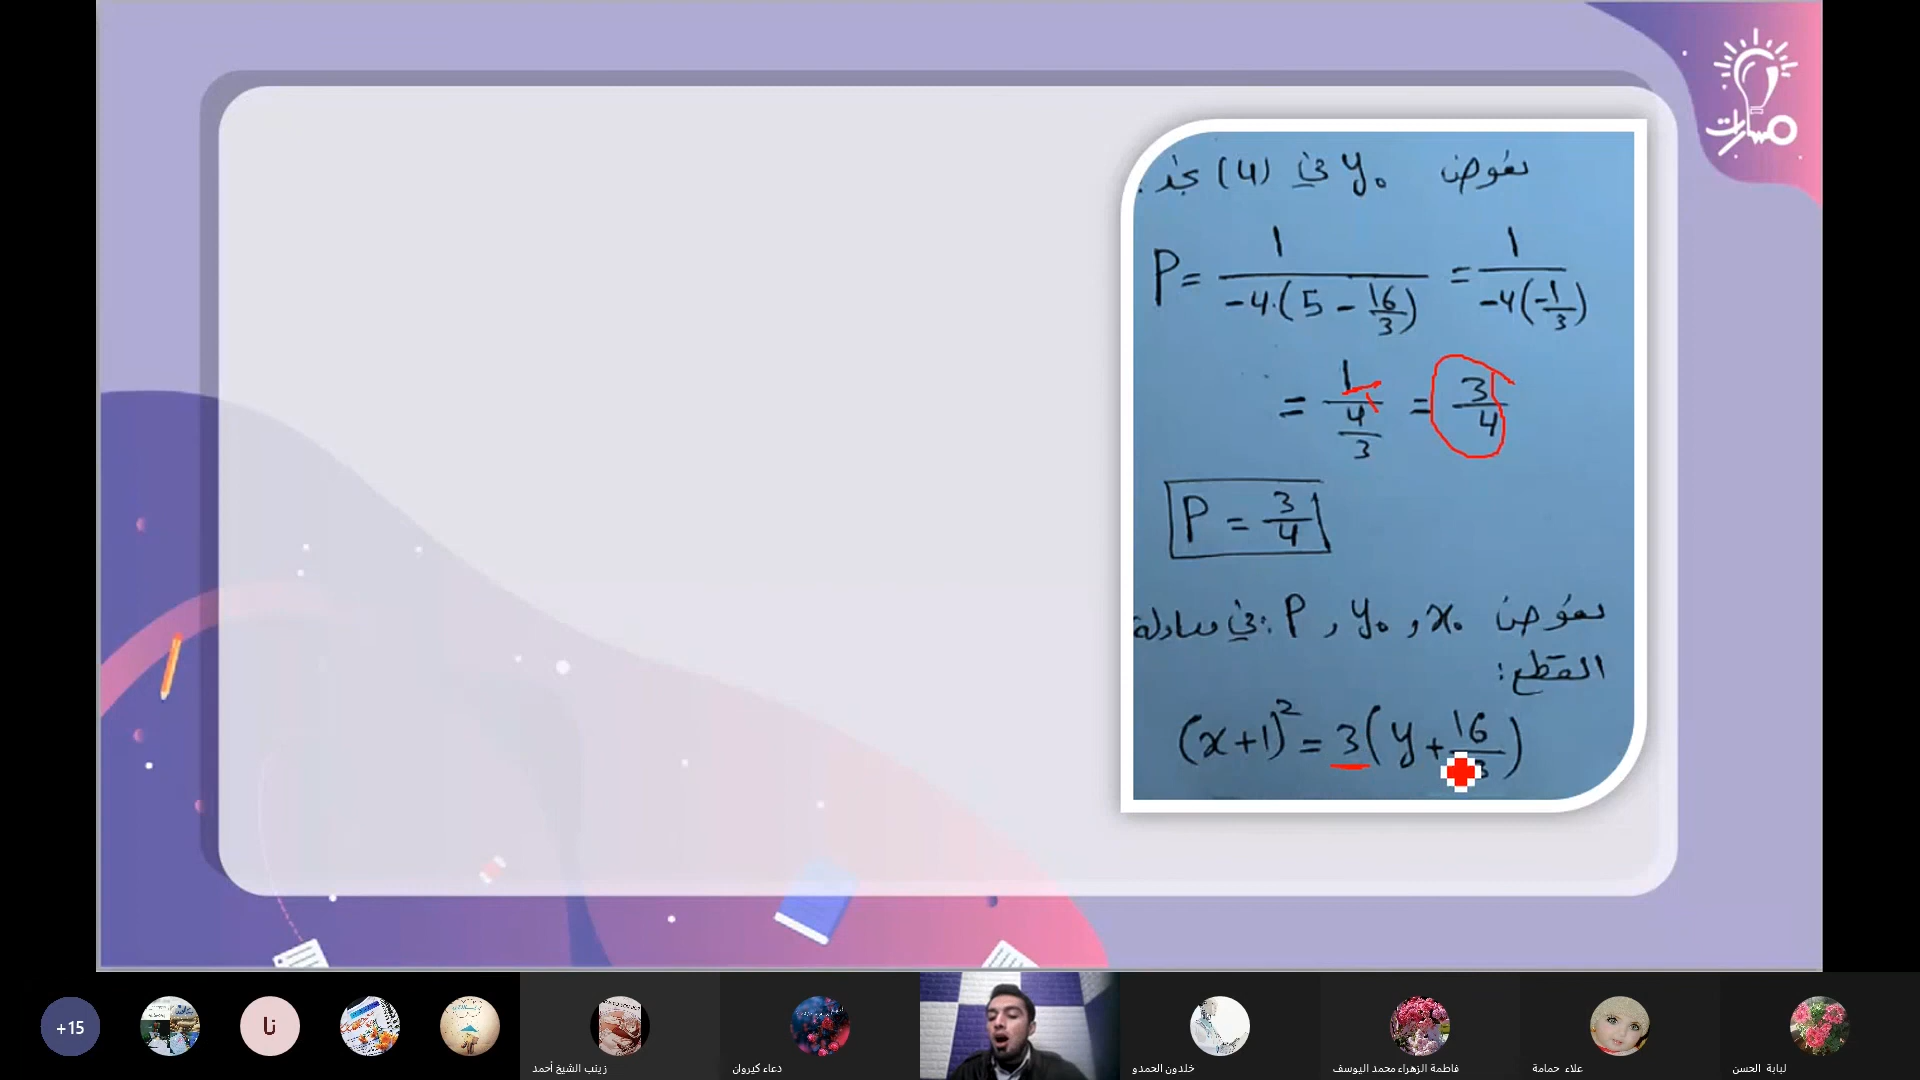 مسارات
نعوض y₀ في (4) نجد:
P = 1/(-4·(5 - 16/3)) = 1/(-4(-1/3))
= 1/(4/3) = 3/4
P = 3/4
نعوض x₀ , y₀ , P في معادلة
القطع:
(x+1)² = 3(y + 16/3)
+15
نا
زينب الشيخ أحمد
دعاء كيروان
خلدون الحمدو
فاطمة الزهراء محمد اليوسف
علاء حمامة
لبابة الحسن